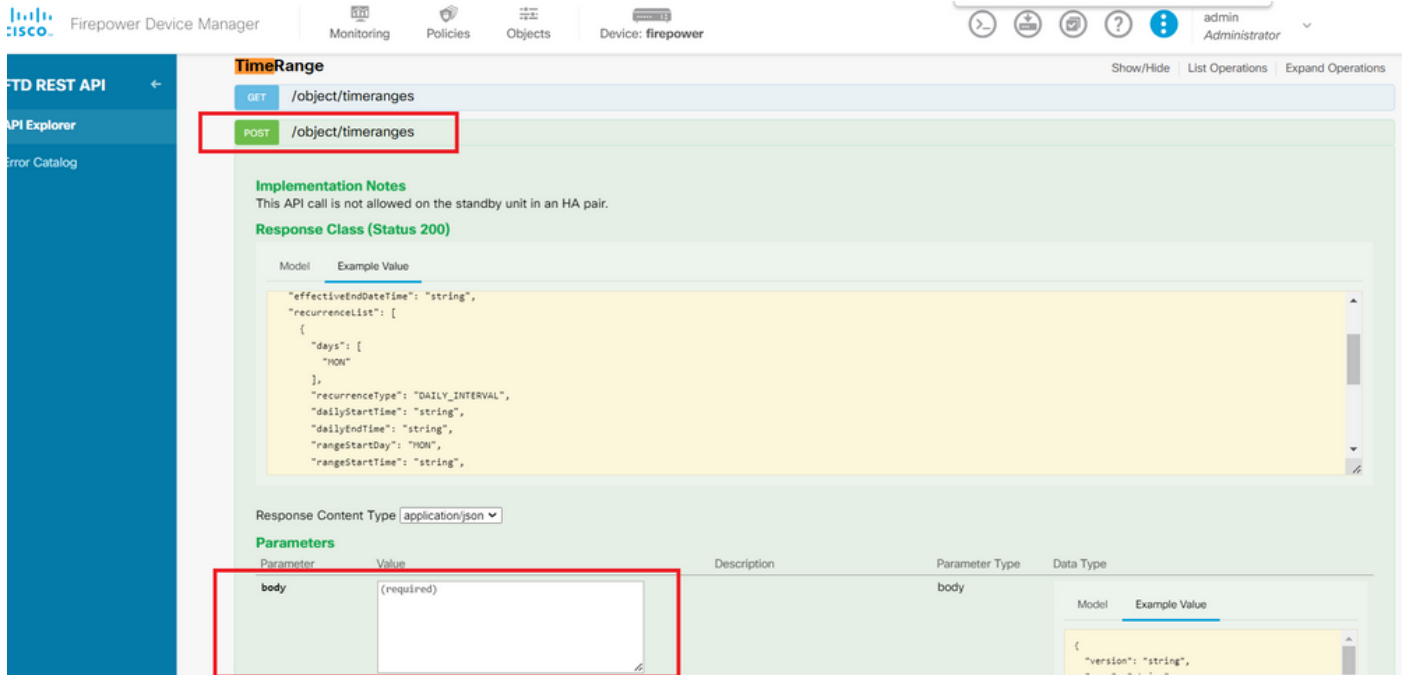 CISCO. Firepower Device Manager Monitoring Policies Objects Device: firepower admin
Administrator
FTD REST API
API Explorer
Error Catalog
TimeRange Show/Hide List Operations Expand Operations
GET /object/timeranges
POST /object/timeranges
Implementation Notes
This API call is not allowed on the standby unit in an HA pair.
Response Class (Status 200)
Model Example Value
"effectiveEndDateTime": "string",
"recurrenceList": [
{
"days": [
"MON"
],
"recurrenceType": "DAILY_INTERVAL",
"dailyStartTime": "string",
"dailyEndTime": "string",
"rangeStartDay": "MON",
"rangeStartTime": "string",
Response Content Type application/json
Parameters
Parameter Value Description Parameter Type Data Type
body (required) body
Model Example Value
{
"version": "string",